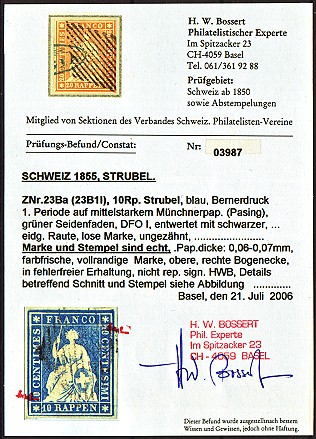 H. W. Bossert
Philatelistischer Experte
Im Spitzacker 23
CH-4059 Basel
Tel. 061/361 92 88
Prüfungsgebiet:
Schweiz ab 1850
sowie Abstempelungen
20 RAPPEN
Mitglied von Sektionen des Verbandes Schweiz. Philatelisten-Vereine
Prüfungs-Befund/Constat:
Nr: 03987
SCHWEIZ 1855, STRUBEL.
ZNr.23Ba (23B1I), 10Rp. Strubel, blau, Bernerdruck
1. Periode auf mittelstarkem Münchnerpap. (Pasing),
grüner Seidenfaden, DFO I, entwertet mit schwarzer, ...
eidg. Raute, lose Marke, ungezähnt, ..............
Marke und Stempel sind echt. .Pap.dicke: 0,06-0,07mm,
farbfrische, vollrandige Marke, obere, rechte Bogenecke,
in fehlerfreier Erhaltung, nicht rep. sign. HWB, Details
betreffend Schnitt und Stempel siehe Abbildung ............
Basel, den 21. Juli 2006
FRANCO
10 CENTIMES
10 CENTESIMI
10 RAPPEN
H. W. BOSSERT
Phil. Experte
Im Spitzacker 23
CH - 4059 BASEL
H.W. Bossert
Dieser Befund wurde ausgestellt nach bestem
Wissen und Gewissen, jedoch ohne Haftung.